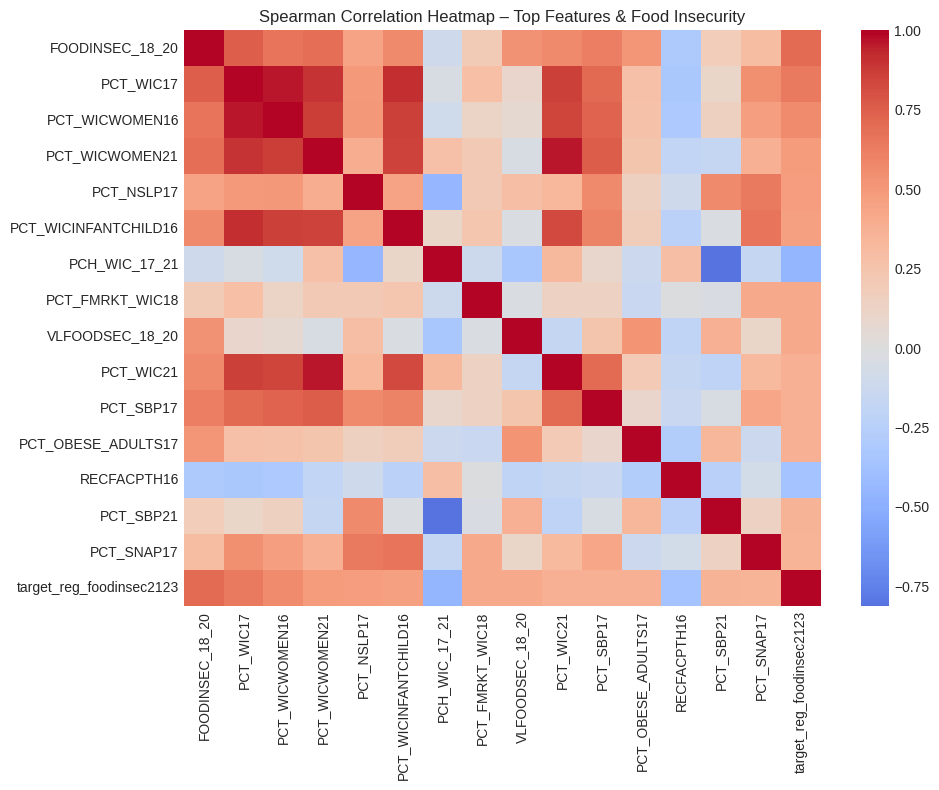 Spearman Correlation Heatmap – Top Features & Food Insecurity
FOODINSEC_18_20
PCT_WIC17
PCT_WICWOMEN16
PCT_WICWOMEN21
PCT_NSLP17
PCT_WICINFANTCHILD16
PCH_WIC_17_21
PCT_FMRKT_WIC18
VLFOODSEC_18_20
PCT_WIC21
PCT_SBP17
PCT_OBESE_ADULTS17
RECFACPTH16
PCT_SBP21
PCT_SNAP17
target_reg_foodinsec2123
FOODINSEC_18_20
PCT_WIC17
PCT_WICWOMEN16
PCT_WICWOMEN21
PCT_NSLP17
PCT_WICINFANTCHILD16
PCH_WIC_17_21
PCT_FMRKT_WIC18
VLFOODSEC_18_20
PCT_WIC21
PCT_SBP17
PCT_OBESE_ADULTS17
RECFACPTH16
PCT_SBP21
PCT_SNAP17
target_reg_foodinsec2123
1.00
0.75
0.50
0.25
0.00
−0.25
−0.50
−0.75